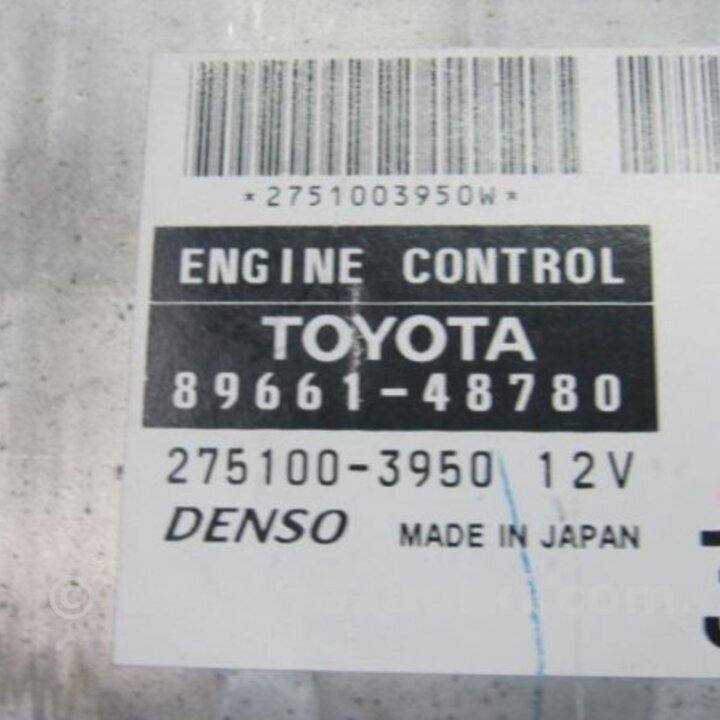 *2751003950W*
ENGINE CONTROL
TOYOTA
89661-48780
275100-3950 12V
DENSO MADE IN JAPAN
©